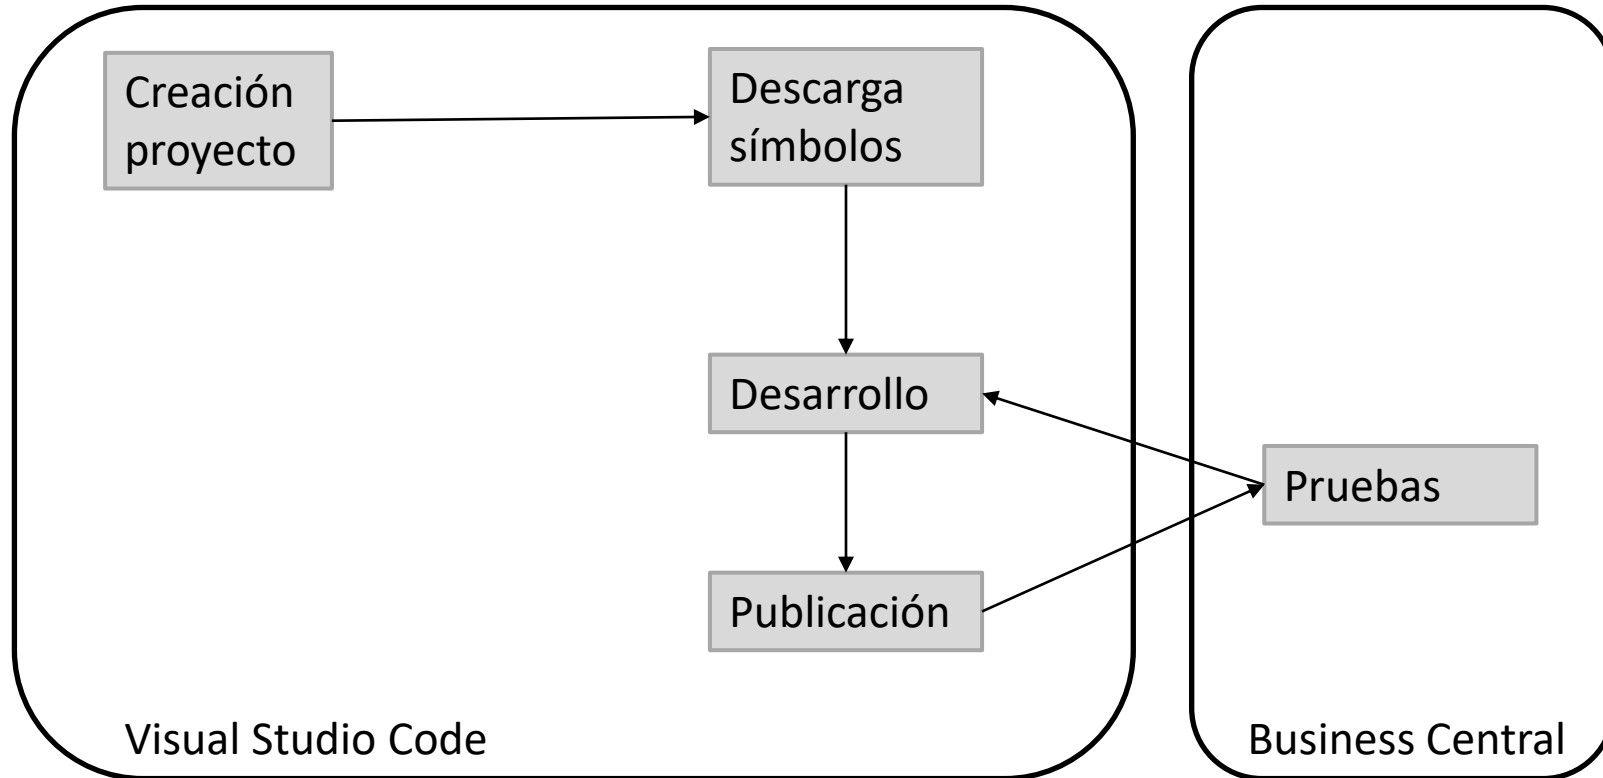 Creación
proyecto
Descarga
símbolos
Desarrollo
Pruebas
Publicación
Visual Studio Code
Business Central